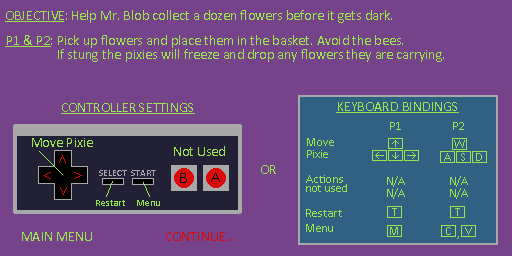 OBJECTIVE: Help Mr. Blob collect a dozen flowers before it gets dark.
P1 & P2: Pick up flowers and place them in the basket. Avoid the bees.
If stung the pixies will freeze and drop any flowers they are carrying.
CONTROLLER SETTINGS
Move Pixie
Not Used
SELECT START
B A
Restart Menu
OR
KEYBOARD BINDINGS
P1 P2
Move Pixie ↑ W
← ↓ → A S D
Actions not used N/A N/A
N/A N/A
Restart T T
Menu M C, V
MAIN MENU
CONTINUE...